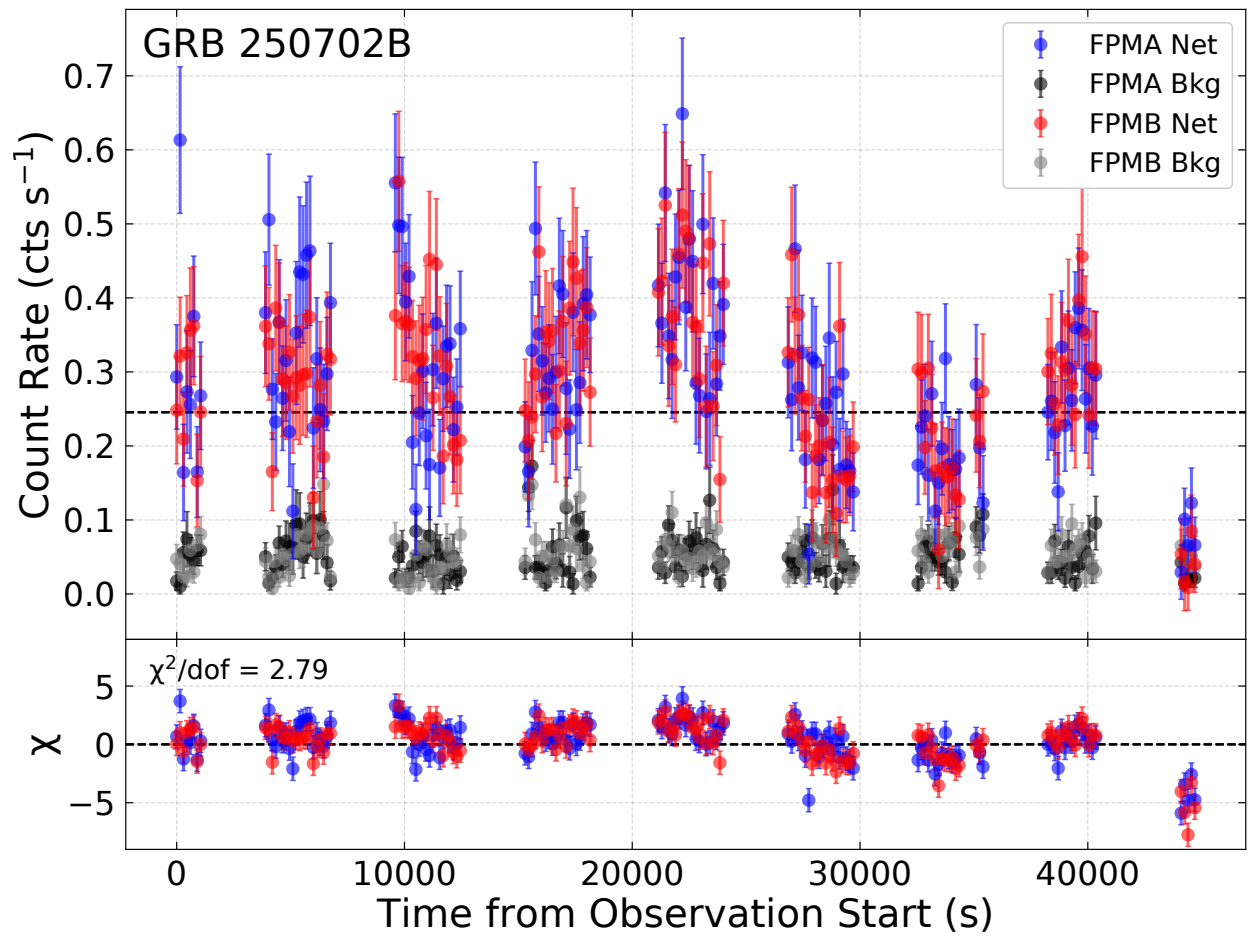 GRB 250702B
FPMA Net
FPMA Bkg
FPMB Net
FPMB Bkg
Count Rate (cts s⁻¹)
0.7
0.6
0.5
0.4
0.3
0.2
0.1
0.0
χ²/dof = 2.79
χ
5
0
−5
0 10000 20000 30000 40000
Time from Observation Start (s)